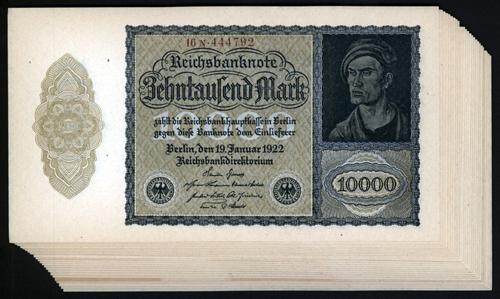 16 N·444792
Reichsbanknote
Zehntausend Mark
zahlt die Reichsbankhauptkasse in Berlin
gegen diese Banknote dem Einlieferer
Berlin, den 19. Januar 1922
Reichsbankdirektorium
10000